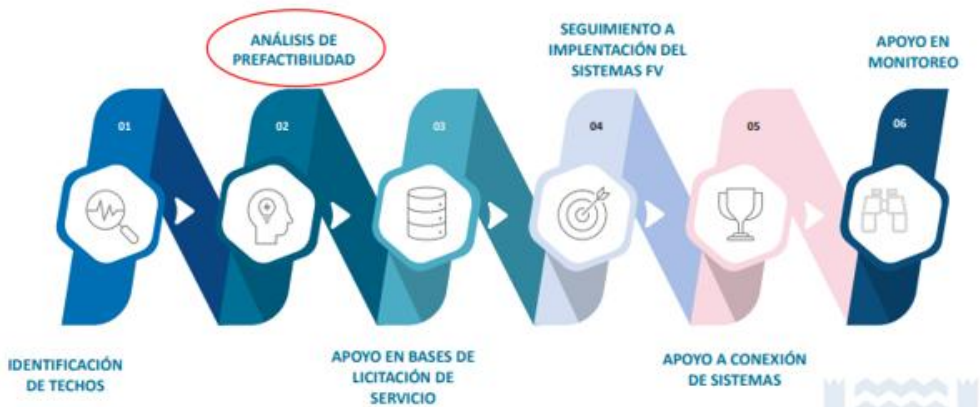 ANÁLISIS DE
PREFACTIBILIDAD
SEGUIMIENTO A
IMPLENTACIÓN DEL
SISTEMAS FV
APOYO EN
MONITOREO
01
02
03
04
05
06
IDENTIFICACIÓN
DE TECHOS
APOYO EN BASES DE
LICITACIÓN DE
SERVICIO
APOYO A CONEXIÓN
DE SISTEMAS